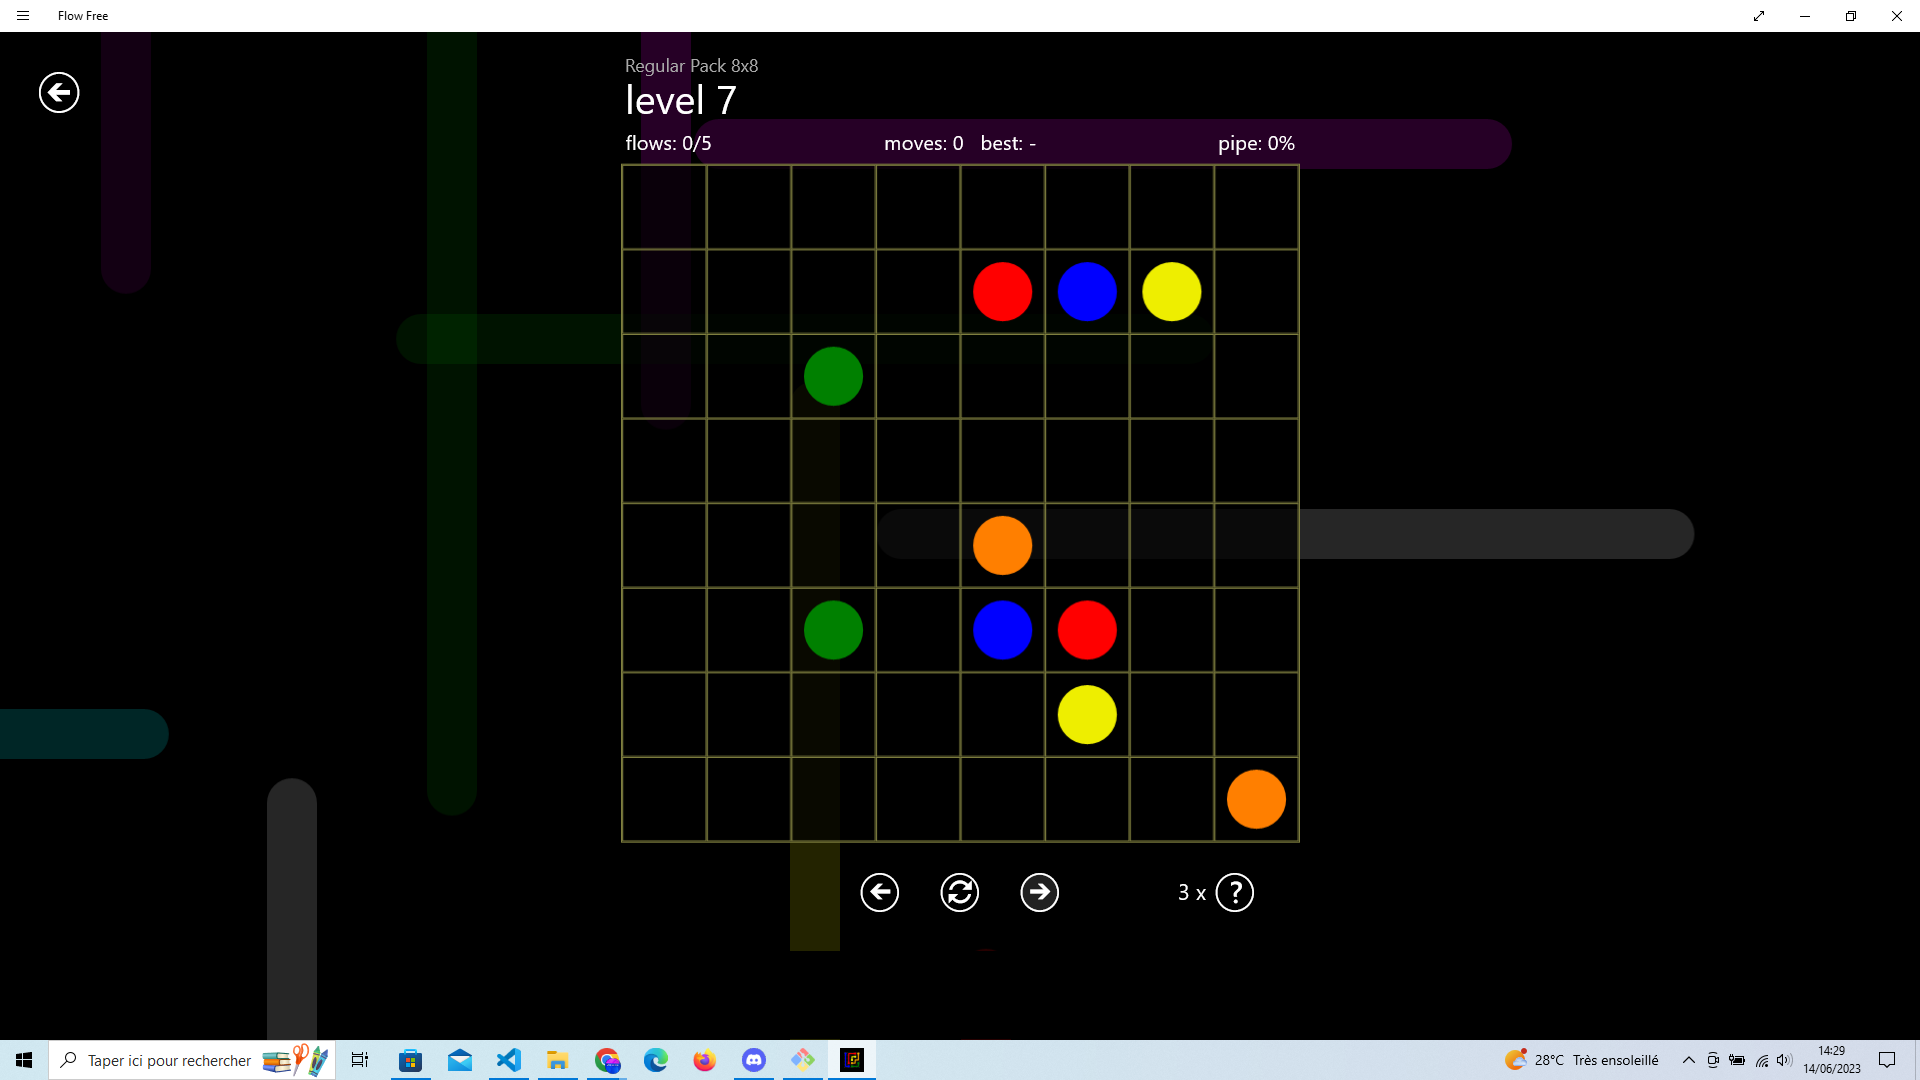 Flow Free
Regular Pack 8x8
level 7
flows: 0/5 moves: 0 best: - pipe: 0%
3 x ?
Taper ici pour rechercher
28°C Très ensoleillé
14:29
14/06/2023